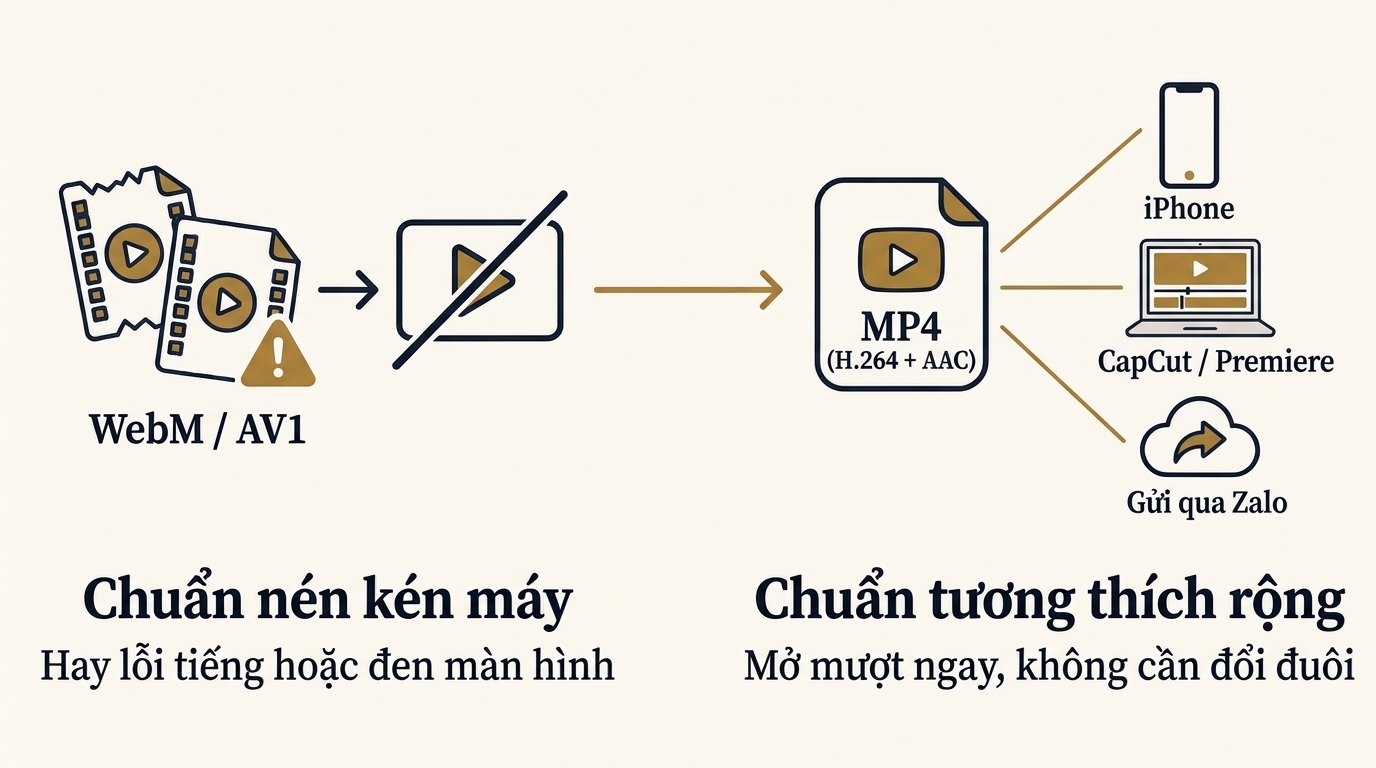 WebM / AV1
Chuẩn nén kén máy
Hay lỗi tiếng hoặc đen màn hình
MP4
(H.264 + AAC)
iPhone
CapCut / Premiere
Gửi qua Zalo
Chuẩn tương thích rộng
Mở mượt ngay, không cần đổi đuôi